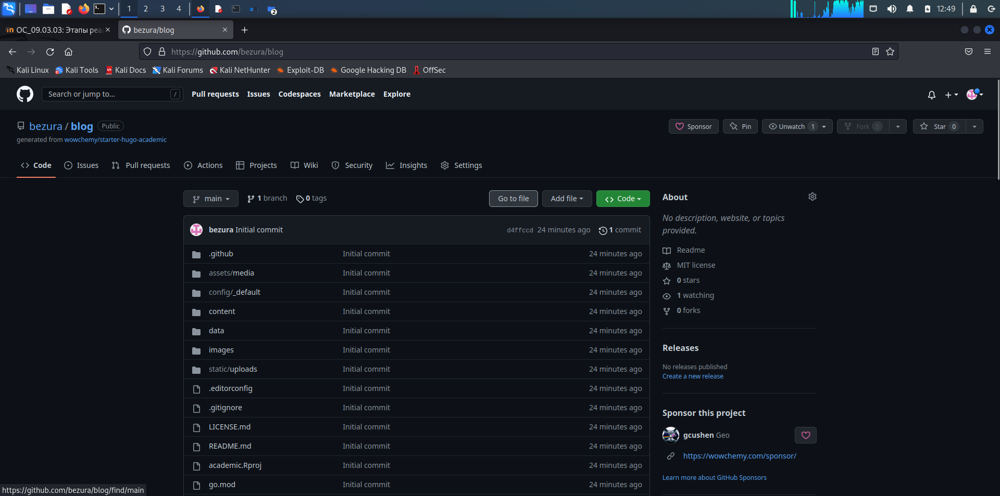 1 2 3 4 2 12:49
ОС_09.03.03: Этапы реа
bezura/blog
https://github.com/bezura/blog
Kali Linux Kali Tools Kali Docs Kali Forums Kali NetHunter Exploit-DB Google Hacking DB OffSec
Search or jump to... / Pull requests Issues Codespaces Marketplace Explore
bezura / blog Public
Sponsor Pin Unwatch 1 Fork 0 Star 0
generated from wowchemy/starter-hugo-academic
Code Issues Pull requests Actions Projects Wiki Security Insights Settings
main 1 branch 0 tags Go to file Add file Code
bezura Initial commit d4ffccd 24 minutes ago 1 commit
.github Initial commit 24 minutes ago
assets/media Initial commit 24 minutes ago
config/_default Initial commit 24 minutes ago
content Initial commit 24 minutes ago
data Initial commit 24 minutes ago
images Initial commit 24 minutes ago
static/uploads Initial commit 24 minutes ago
.editorconfig Initial commit 24 minutes ago
.gitignore Initial commit 24 minutes ago
LICENSE.md Initial commit 24 minutes ago
README.md Initial commit 24 minutes ago
academic.Rproj Initial commit 24 minutes ago
go.mod Initial commit 24 minutes ago
About
No description, website, or topics
provided.
Readme
MIT license
0 stars
1 watching
0 forks
Releases
No releases published
Create a new release
Sponsor this project
gcushen Geo
https://wowchemy.com/sponsor/
Learn more about GitHub Sponsors
https://github.com/bezura/blog/find/main